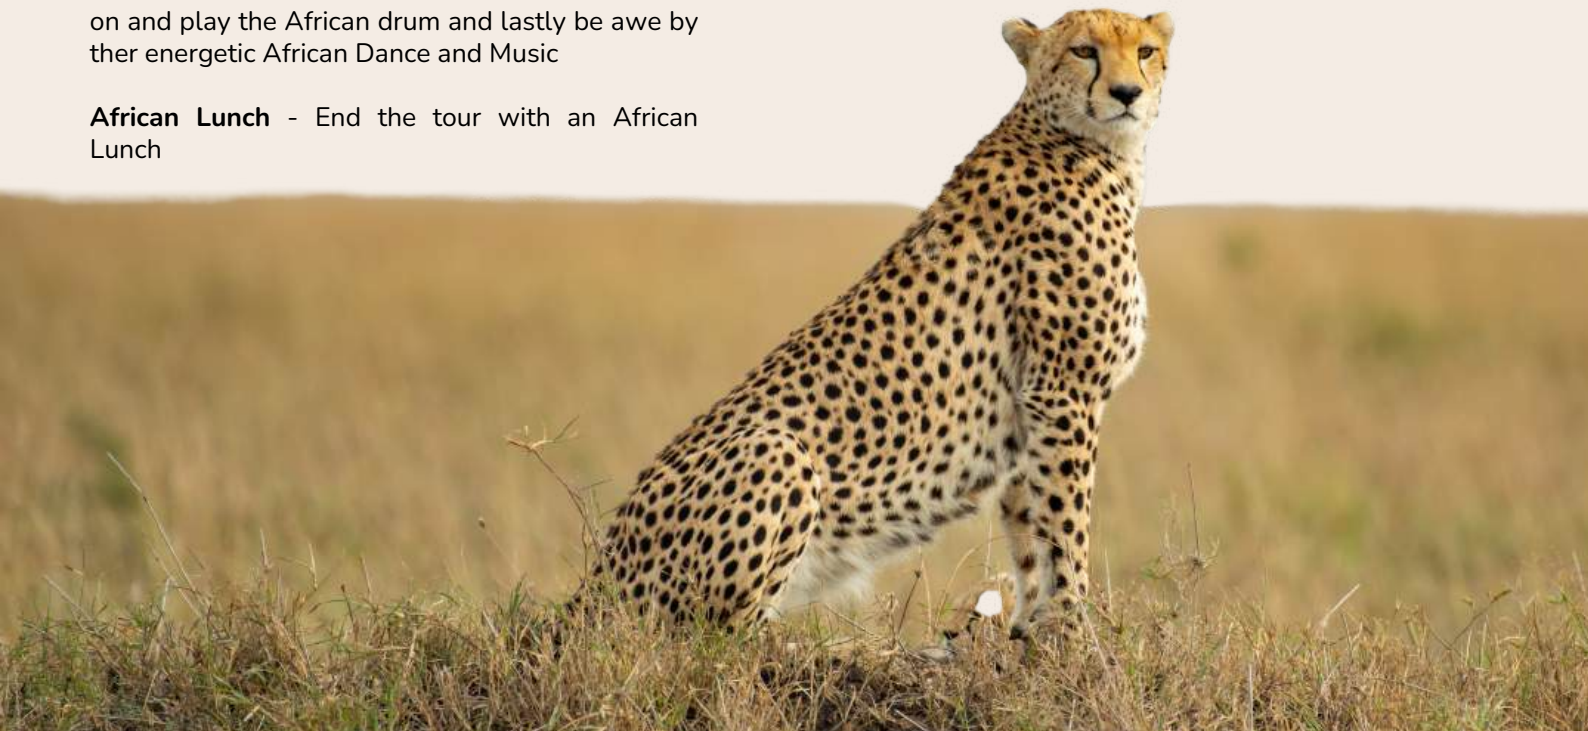 on and play the African drum and lastly be awe by
ther energetic African Dance and Music
African Lunch - End the tour with an African
Lunch